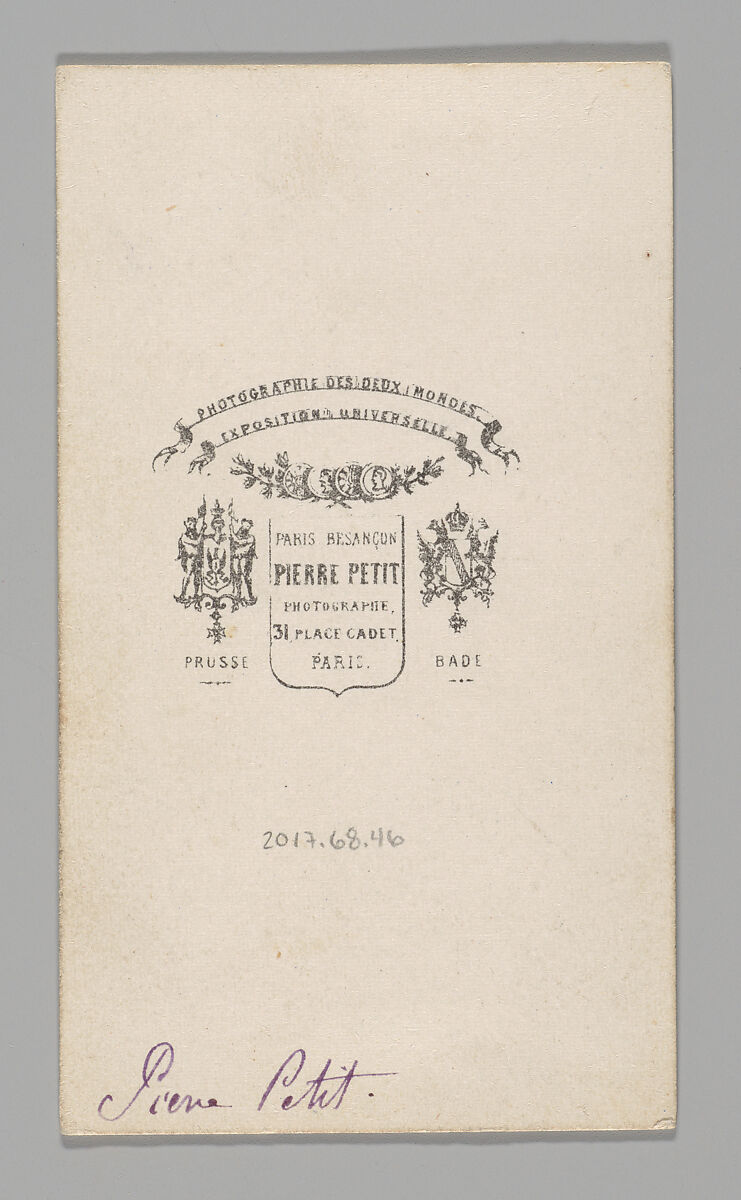 PHOTOGRAPHIE DES DEUX MONDES.
EXPOSITION UNIVERSELLE.
PARIS BESANÇON
PIERRE PETIT
PHOTOGRAPHE,
31, PLACE CADET,
PARIS.
PRUSSE
BADE
2017.68.46
Pierre Petit.